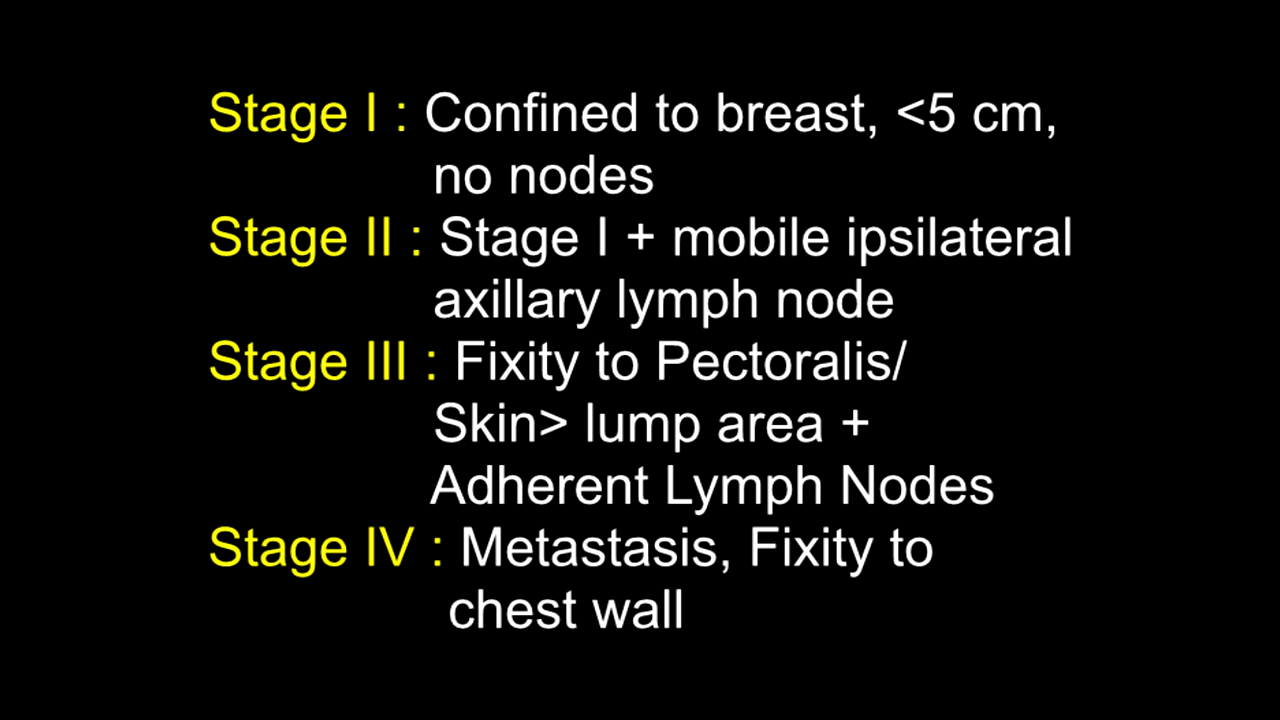 Stage I : Confined to breast, <5 cm,
no nodes
Stage II : Stage I + mobile ipsilateral
axillary lymph node
Stage III : Fixity to Pectoralis/
Skin> lump area +
Adherent Lymph Nodes
Stage IV : Metastasis, Fixity to
chest wall